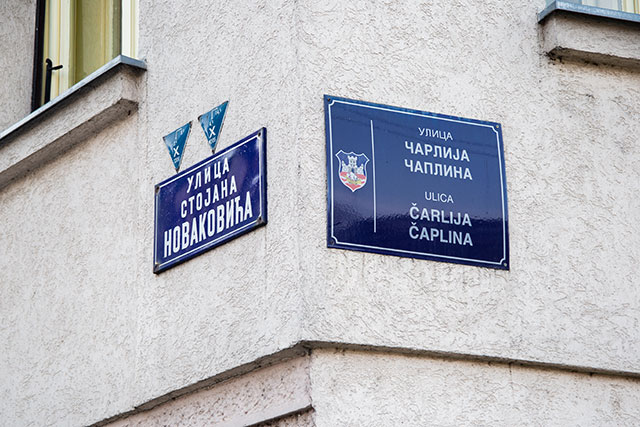 X
X
УЛИЦА
СТОЈАНА
НОВАКОВИЋА
УЛИЦА
ЧАРЛИЈА
ЧАПЛИНА
ULICA
ČARLIJA
ČAPLINA